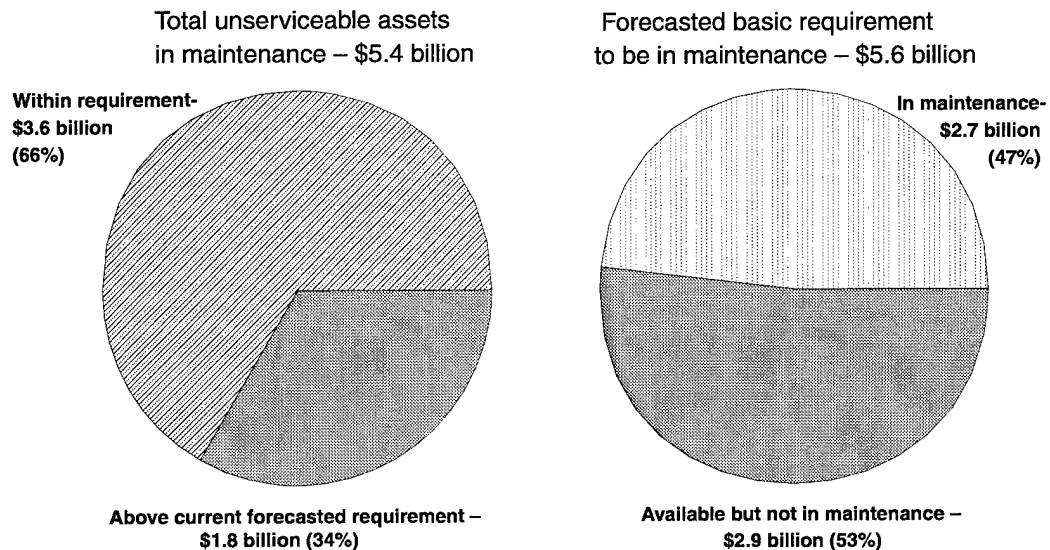 Total unserviceable assets
in maintenance – $5.4 billion
Within requirement-
$3.6 billion
(66%)
Above current forecasted requirement –
$1.8 billion (34%)
Forecasted basic requirement
to be in maintenance – $5.6 billion
In maintenance-
$2.7 billion
(47%)
Available but not in maintenance –
$2.9 billion (53%)